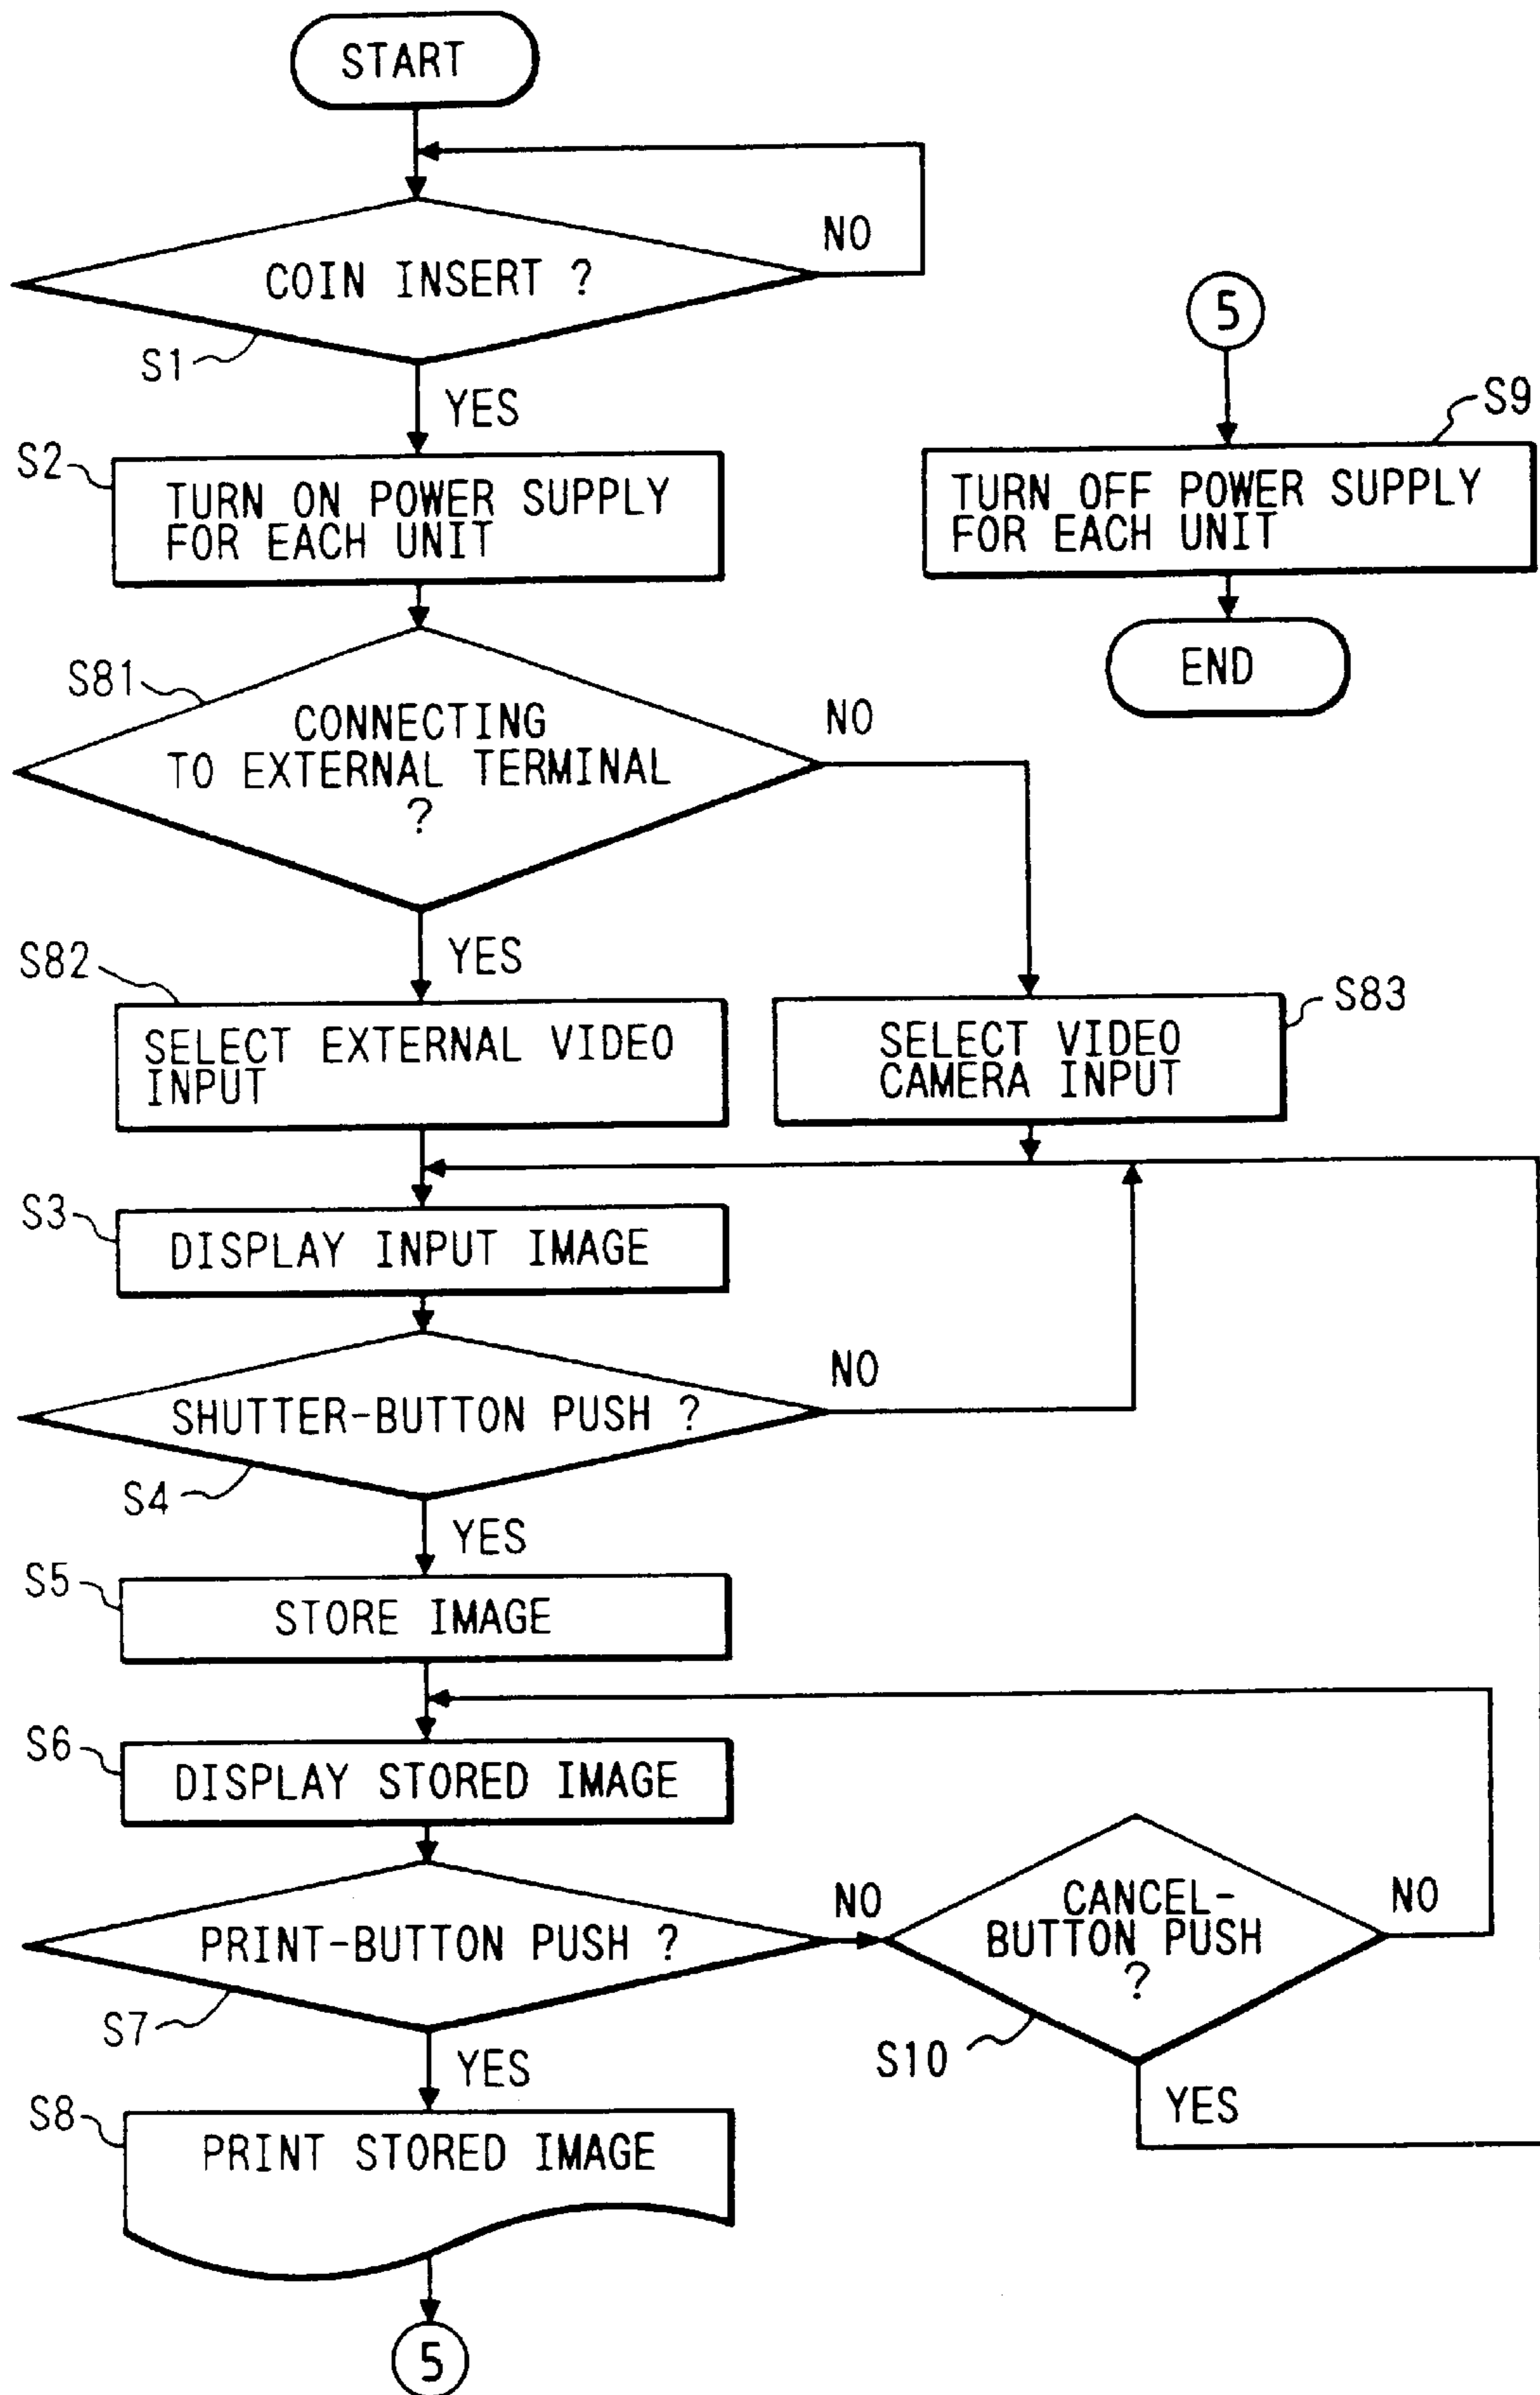 START
NO
COIN INSERT ?
S1
YES
S2
TURN ON POWER SUPPLY
FOR EACH UNIT
5
S9
TURN OFF POWER SUPPLY
FOR EACH UNIT
END
S81
CONNECTING
TO EXTERNAL TERMINAL
?
NO
YES
S82
SELECT EXTERNAL VIDEO
INPUT
S83
SELECT VIDEO
CAMERA INPUT
S3
DISPLAY INPUT IMAGE
NO
SHUTTER-BUTTON PUSH ?
S4
YES
S5
STORE IMAGE
S6
DISPLAY STORED IMAGE
NO
PRINT-BUTTON PUSH ?
S7
CANCEL-
BUTTON PUSH
?
NO
S10
YES
YES
S8
PRINT STORED IMAGE
5